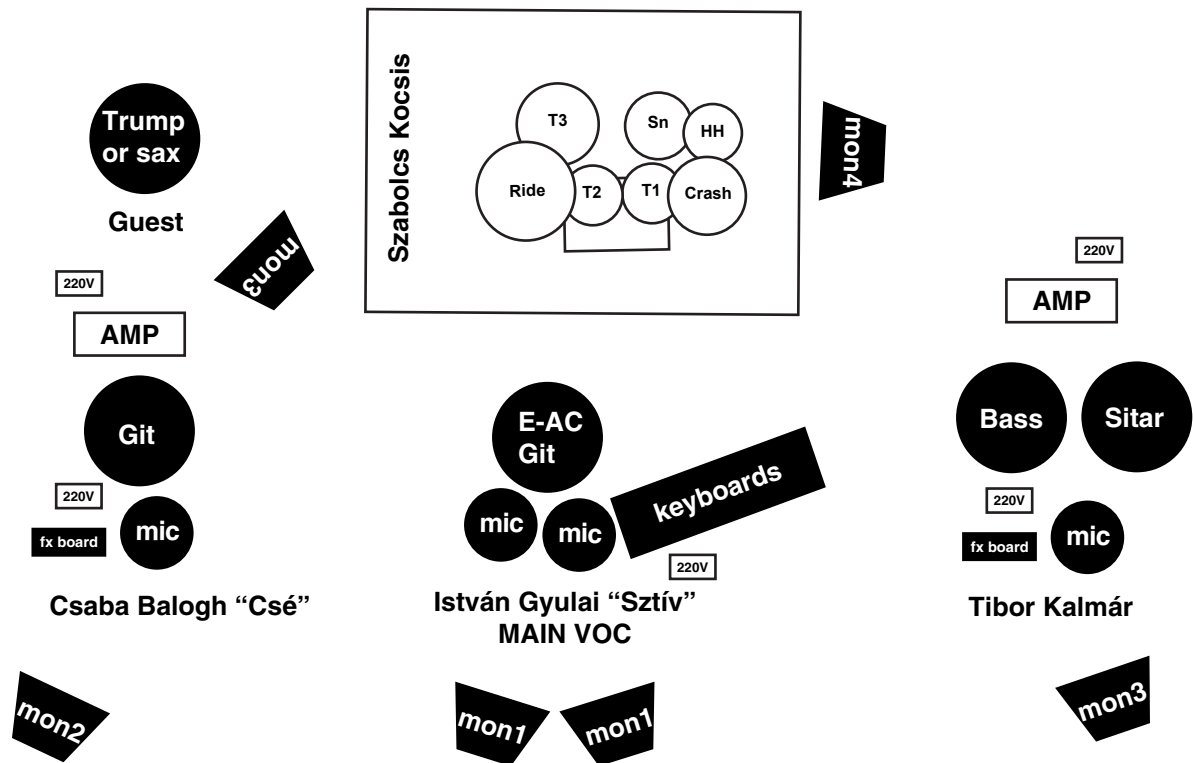 Trump
or sax
Guest
mon3
220V
AMP
Git
220V
fx board
mic
Csaba Balogh “Csé”
mon2
Szabolcs Kocsis
T3
Sn
HH
Ride
T2
T1
Crash
mon4
E-AC
Git
mic
mic
keyboards
220V
István Gyulai “Sztív”
MAIN VOC
mon1
mon1
220V
AMP
Bass
Sitar
220V
fx board
mic
Tibor Kalmár
mon3